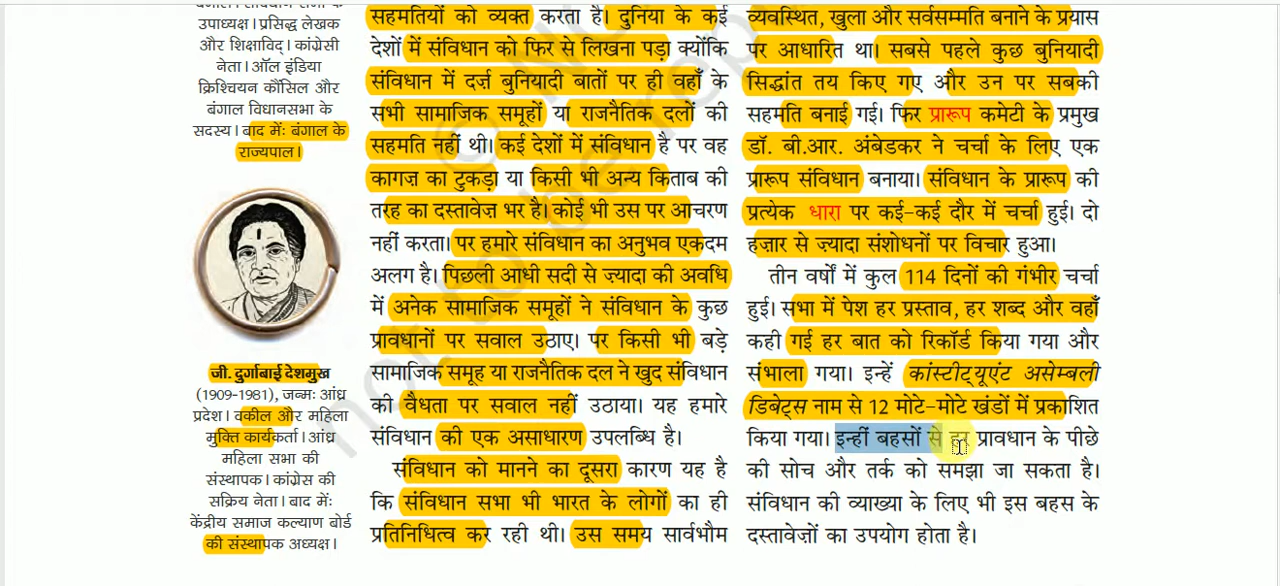 उपाध्यक्ष। प्रसिद्ध लेखक
और शिक्षाविद्। कांग्रेसी
नेता। ऑल इंडिया
क्रिश्चियन कौंसिल और
बंगाल विधानसभा के
सदस्य। बाद में: बंगाल के
राज्यपाल।
जी. दुर्गाबाई देशमुख
(1909-1981), जन्म: आंध्र
प्रदेश। वकील और महिला
मुक्ति कार्यकर्ता। आंध्र
महिला सभा की
संस्थापक। कांग्रेस की
सक्रिय नेता। बाद में:
केंद्रीय समाज कल्याण बोर्ड
की संस्थापक अध्यक्ष।
सहमतियों को व्यक्त करता है। दुनिया के कई
देशों में संविधान को फिर से लिखना पड़ा क्योंकि
संविधान में दर्ज़ बुनियादी बातों पर ही वहाँ के
सभी सामाजिक समूहों या राजनैतिक दलों की
सहमति नहीं थी। कई देशों में संविधान है पर वह
कागज़ का टुकड़ा या किसी भी अन्य किताब की
तरह का दस्तावेज़ भर है। कोई भी उस पर आचरण
नहीं करता। पर हमारे संविधान का अनुभव एकदम
अलग है। पिछली आधी सदी से ज़्यादा की अवधि
में अनेक सामाजिक समूहों ने संविधान के कुछ
प्रावधानों पर सवाल उठाए। पर किसी भी बड़े
सामाजिक समूह या राजनैतिक दल ने खुद संविधान
की वैधता पर सवाल नहीं उठाया। यह हमारे
संविधान की एक असाधारण उपलब्धि है।
संविधान को मानने का दूसरा कारण यह है
कि संविधान सभा भी भारत के लोगों का ही
प्रतिनिधित्व कर रही थी। उस समय सार्वभौम
व्यवस्थित, खुला और सर्वसम्मति बनाने के प्रयास
पर आधारित था। सबसे पहले कुछ बुनियादी
सिद्धांत तय किए गए और उन पर सबकी
सहमति बनाई गई। फिर प्रारूप कमेटी के प्रमुख
डॉ. बी.आर. अंबेडकर ने चर्चा के लिए एक
प्रारूप संविधान बनाया। संविधान के प्रारूप की
प्रत्येक धारा पर कई-कई दौर में चर्चा हुई। दो
हज़ार से ज़्यादा संशोधनों पर विचार हुआ।
तीन वर्षों में कुल 114 दिनों की गंभीर चर्चा
हुई। सभा में पेश हर प्रस्ताव, हर शब्द और वहाँ
कही गई हर बात को रिकॉर्ड किया गया और
संभाला गया। इन्हें कांस्टीट्यूएंट असेम्बली
डिबेट्स नाम से 12 मोटे-मोटे खंडों में प्रकाशित
किया गया। इन्हीं बहसों से हर प्रावधान के पीछे
की सोच और तर्क को समझा जा सकता है।
संविधान की व्याख्या के लिए भी इस बहस के
दस्तावेज़ों का उपयोग होता है।